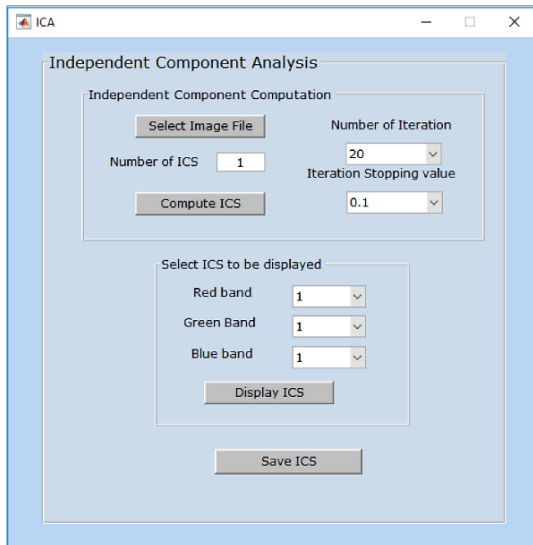 ICA
Independent Component Analysis
Independent Component Computation
Select Image File
Number of Iteration
Number of ICS 1
20
Iteration Stopping value
Compute ICS
0.1
Select ICS to be displayed
Red band 1
Green Band 1
Blue band 1
Display ICS
Save ICS